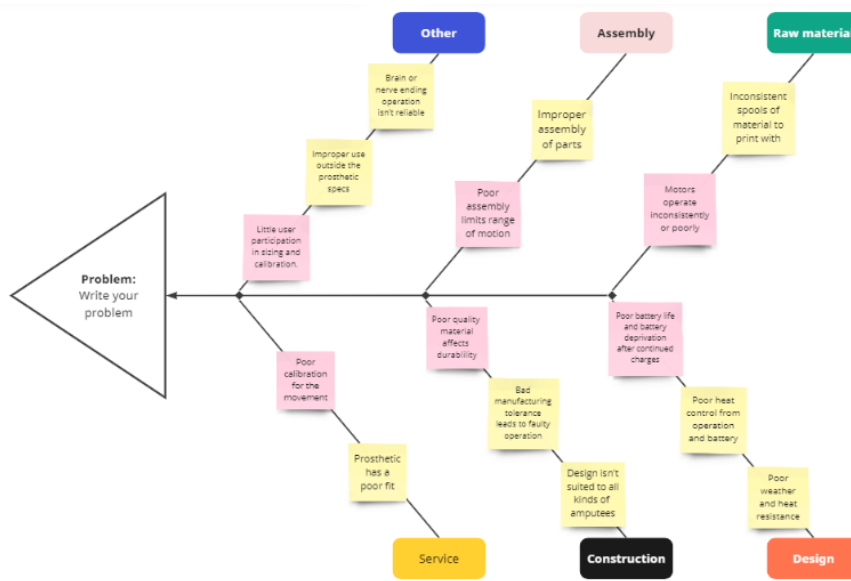 Other
Assembly
Raw material
Brain or
nerve ending
operation
isn't reliable
Improper
assembly
of parts
Inconsistent
spools of
material to
print with
Improper use
outside the
prosthetic
specs
Poor
assembly
limits range
of motion
Motors
operate
inconsistently
or poorly
Little user
participation
in sizing and
calibration.
Problem:
Write your
problem
Poor quality
material
affects
durability
Poor battery life
and battery
deprivation
after continued
charges
Poor
calibration
for the
movement
Bad
manufacturing
tolerance
leads to faulty
operation
Poor heat
control from
operation
and battery
Prosthetic
has a
poor fit
Design isn't
suited to all
kinds of
amputees
Poor
weather
and heat
resistance
Service
Construction
Design